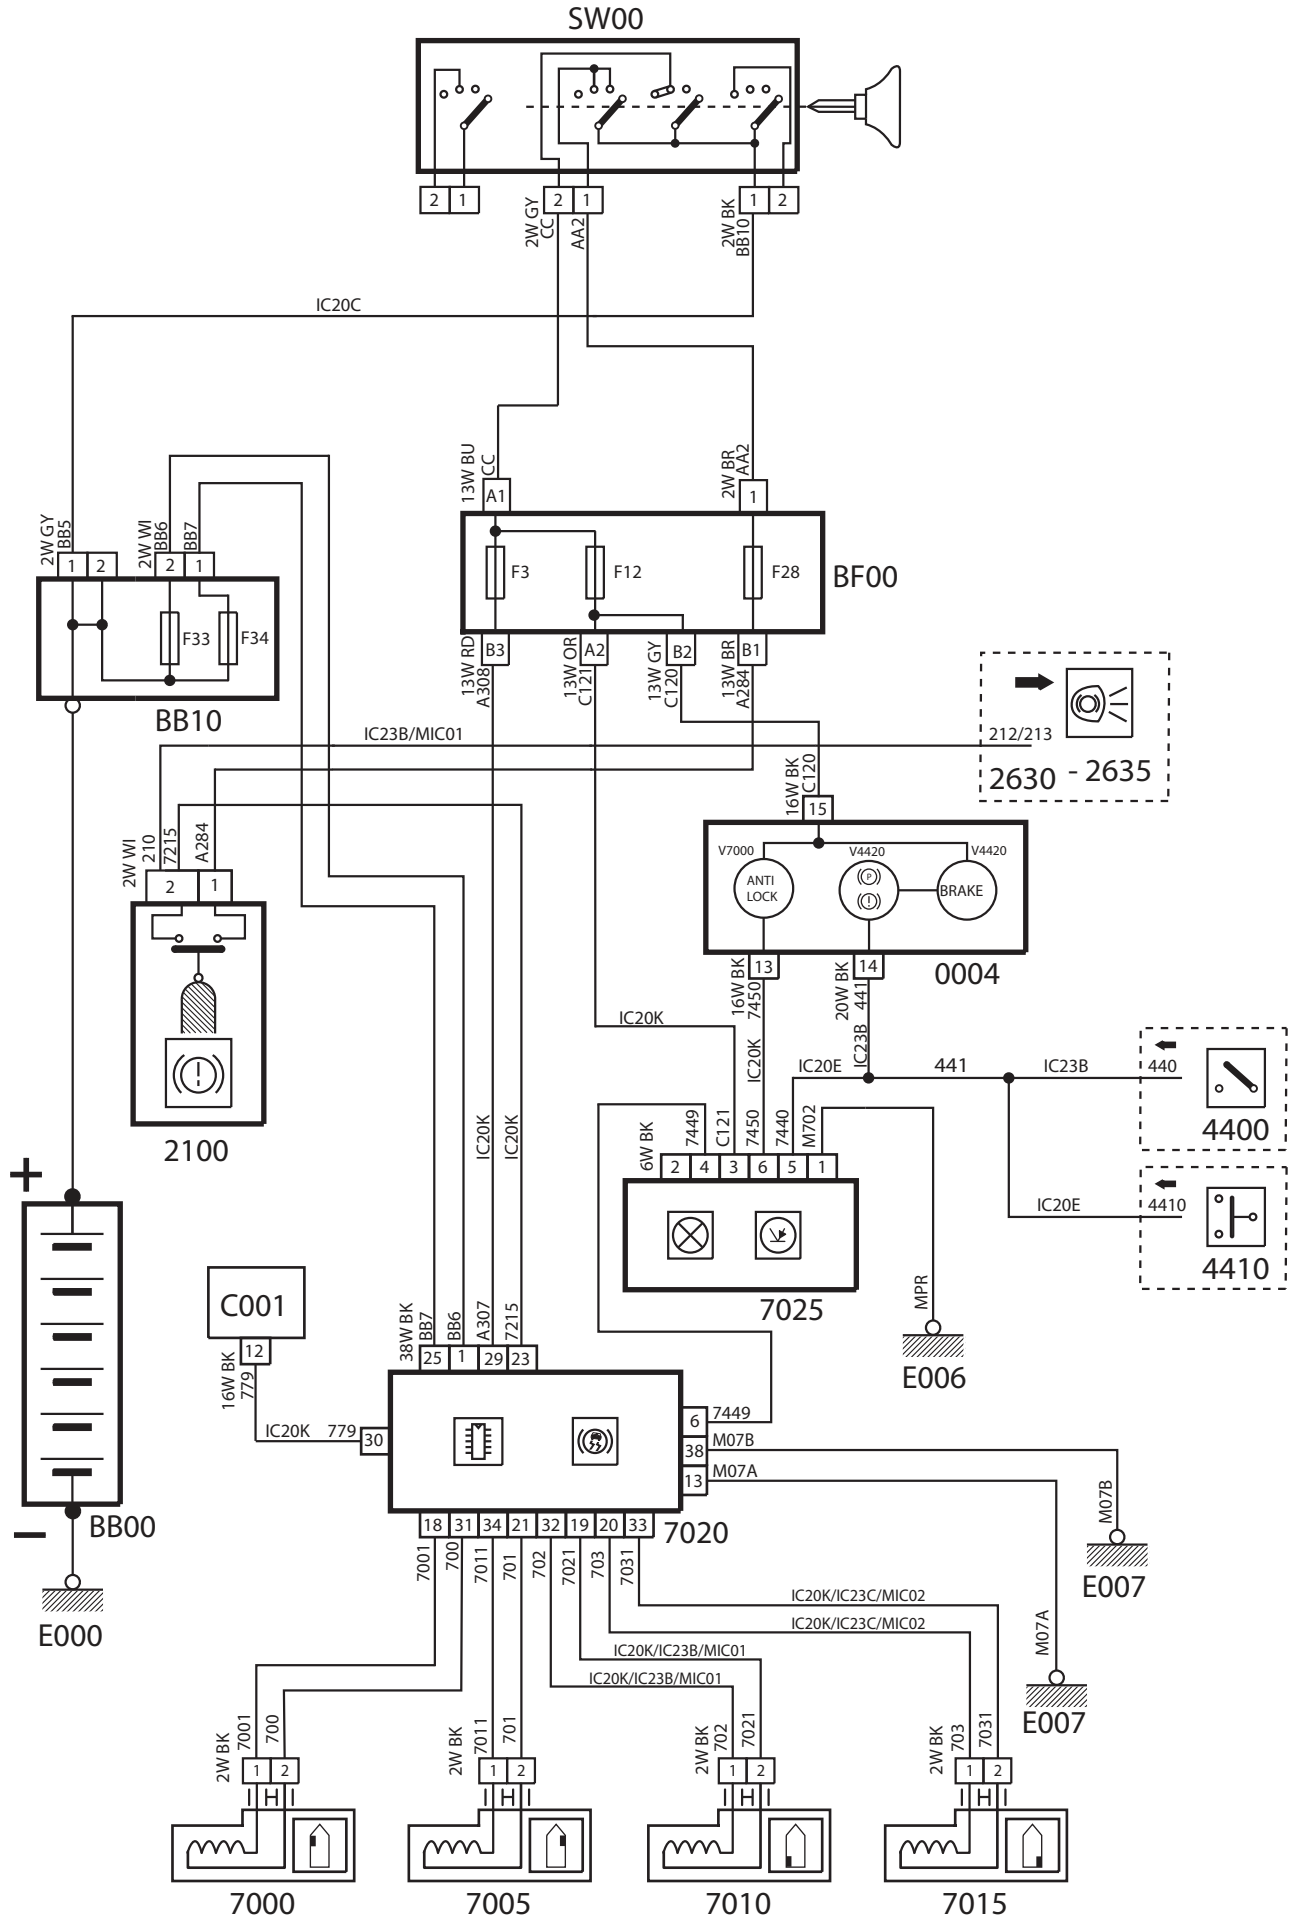 SW00
2 1
2 1
1 2
2W GY
CC
AA2
2W BK
BB10
IC20C
13W BU
CC
2W BR
AA2
A1
1
2W GY
BB5
2W WI
BB6
BB7
1 2
2 1
F3
F12
F28
BF00
F33
F34
BB10
B3
A2
B2
B1
13W RD
A308
13W OR
C121
13W GY
C120
13W BR
A284
IC23B/MIC01
212/213
2630 - 2635
16W BK
C120
15
2W WI
210
7215
A284
2 1
V7000
V4420
V4420
ANTI
LOCK
P
!
BRAKE
0004
13
14
16W BK
7450
20W BK
441
IC20K
IC20K
IC23B
IC20E
441
IC23B
440
4400
!
2100
IC20K
IC20K
6W BK
7449
C121
7450
7440
M702
2 4 3 6 5 1
7025
IC20E
4410
4410
MPR
E006
+
C001
12
16W BK
779
IC20K 779
30
38W BK
BB7
BB6
A307
7215
25 1 29 23
6
7449
38
M07B
13
M07A
7020
18 31 34 21 32 19 20 33
–
BB00
E000
7001
700
7011
701
702
7021
703
7031
M07B
E007
M07A
E007
IC20K/IC23C/MIC02
IC20K/IC23C/MIC02
IC20K/IC23B/MIC01
IC20K/IC23B/MIC01
2W BK
7001
700
1 2
2W BK
7011
701
1 2
2W BK
702
7021
1 2
2W BK
703
7031
1 2
H
H
H
H
7000
7005
7010
7015